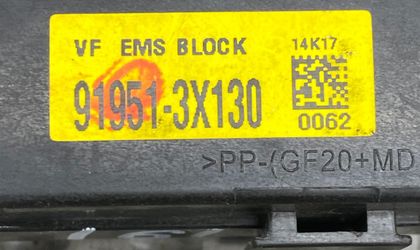 VF EMS BLOCK 14K17
91951-3X130
0062
>PP-(GF20+MD